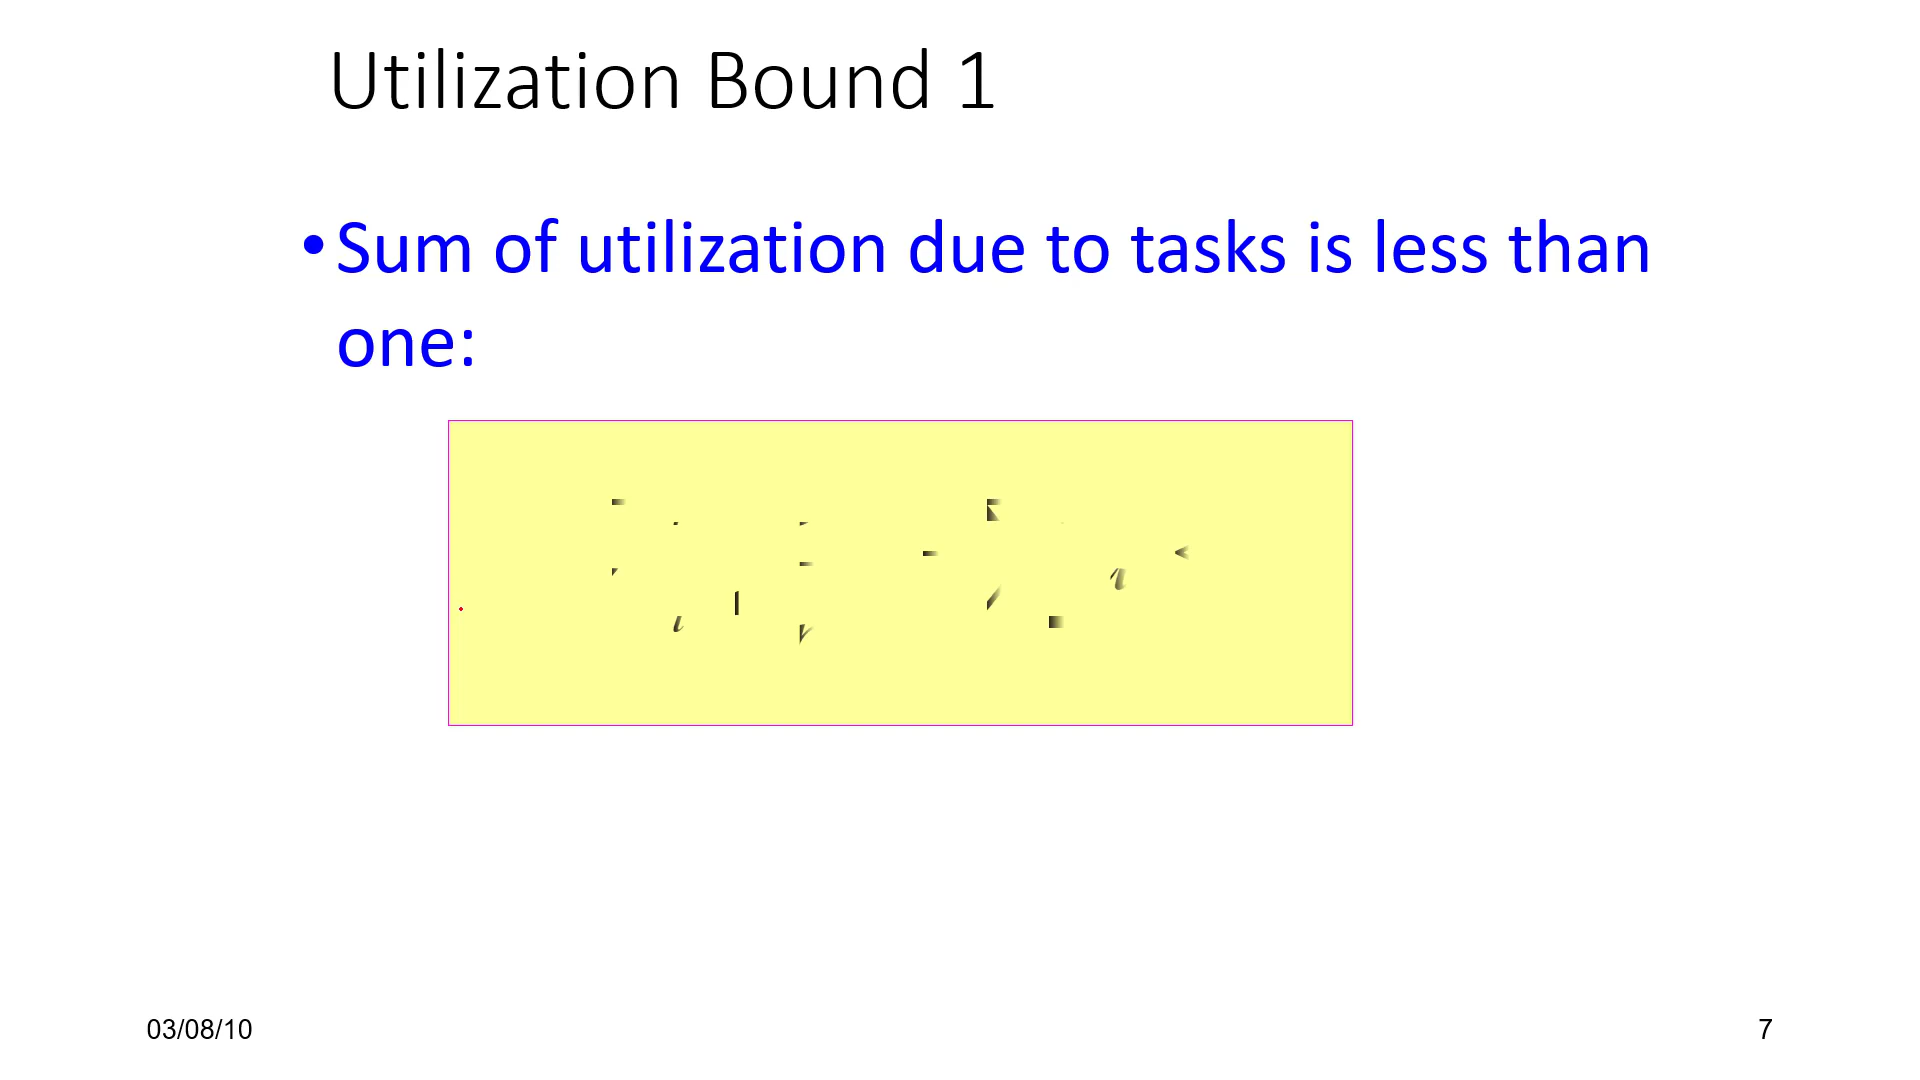 Utilization Bound 1
•Sum of utilization due to tasks is less than
one:
03/08/10
7